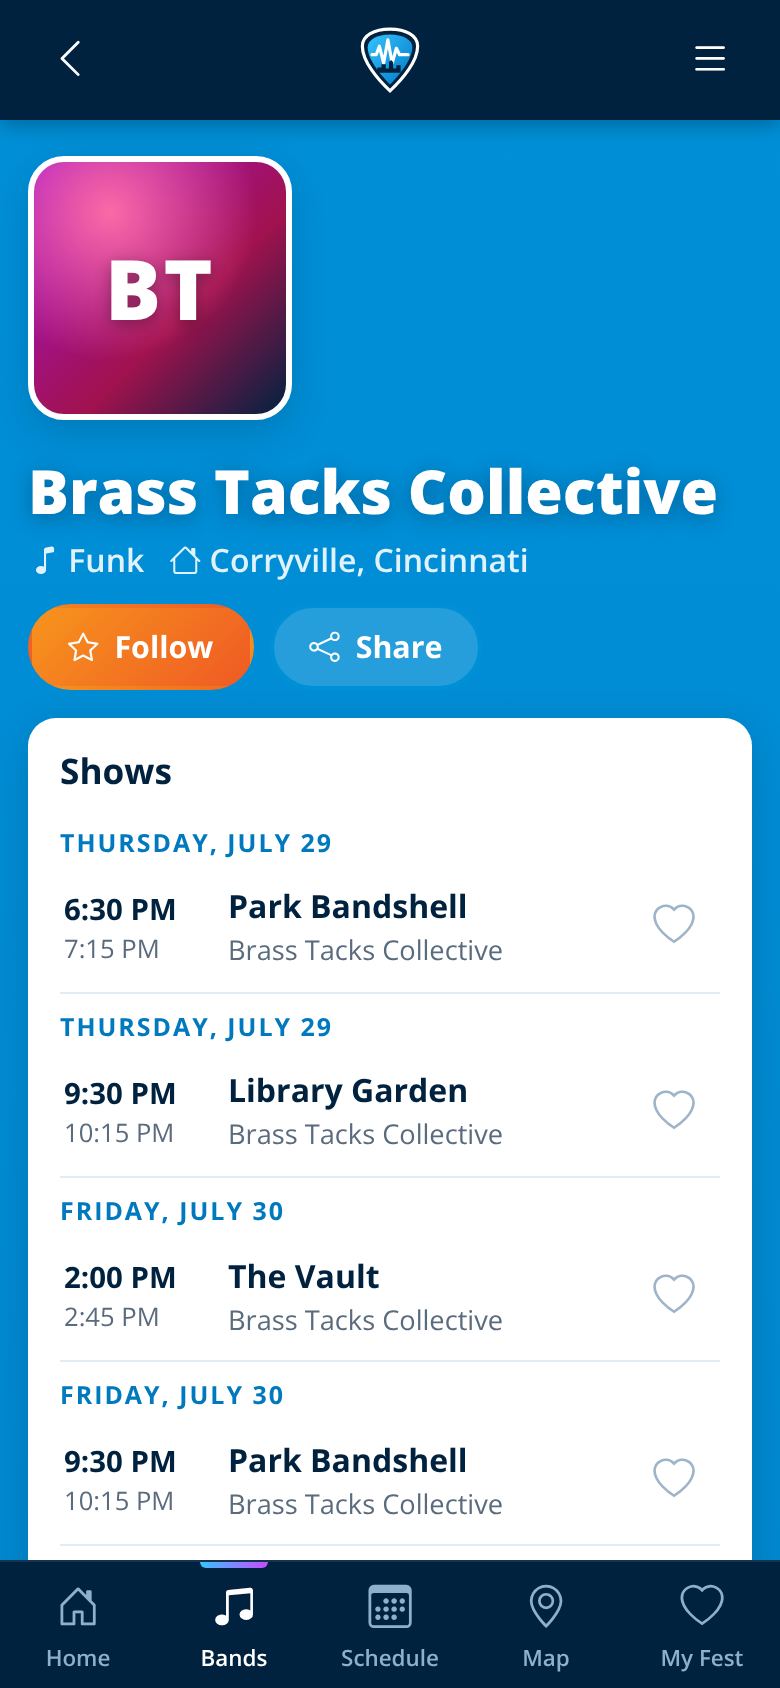 BT
Brass Tacks Collective
Funk Corryville, Cincinnati
Follow Share
Shows
THURSDAY, JULY 29
6:30 PM Park Bandshell
7:15 PM Brass Tacks Collective
THURSDAY, JULY 29
9:30 PM Library Garden
10:15 PM Brass Tacks Collective
FRIDAY, JULY 30
2:00 PM The Vault
2:45 PM Brass Tacks Collective
FRIDAY, JULY 30
9:30 PM Park Bandshell
10:15 PM Brass Tacks Collective
Home Bands Schedule Map My Fest